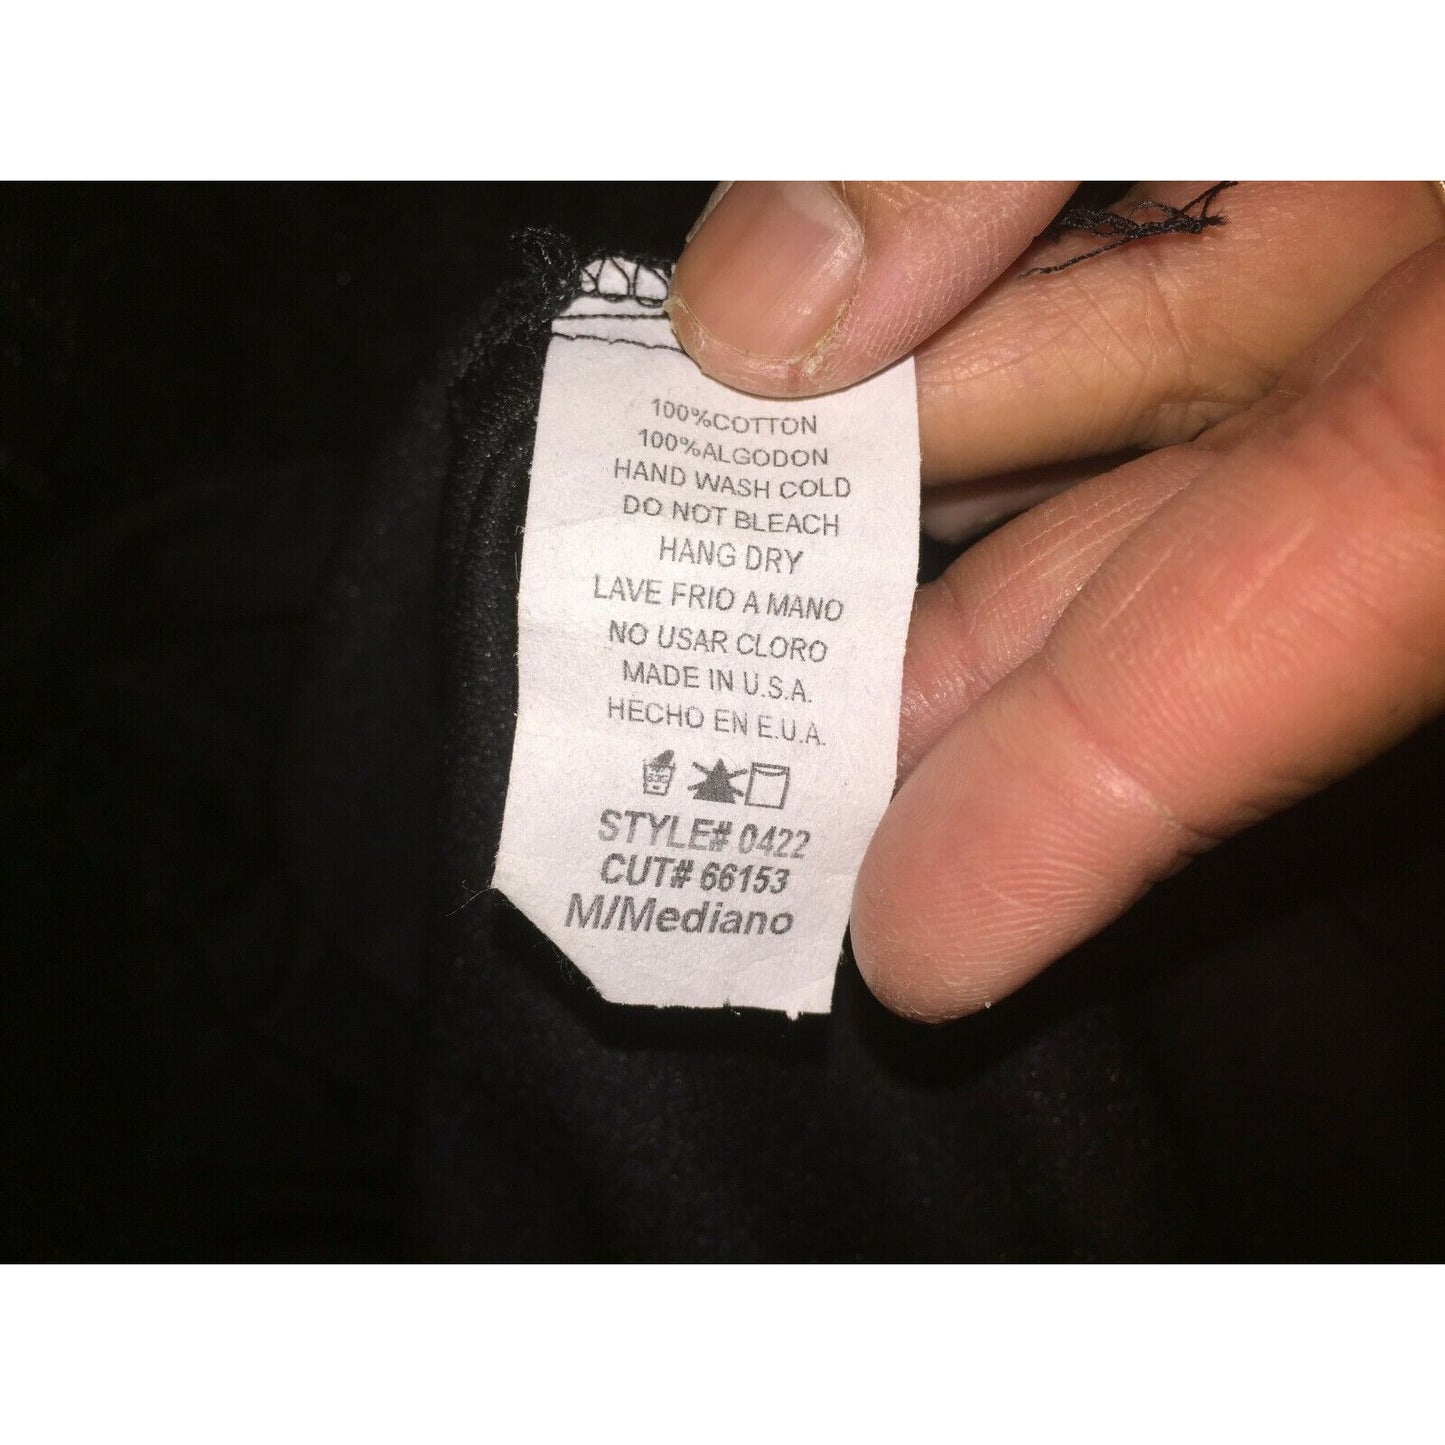 100%COTTON
100%ALGODON
HAND WASH COLD
DO NOT BLEACH
HANG DRY
LAVE FRIO A MANO
NO USAR CLORO
MADE IN U.S.A.
HECHO EN E.U.A.
STYLE# 0422
CUT# 66153
M/Mediano